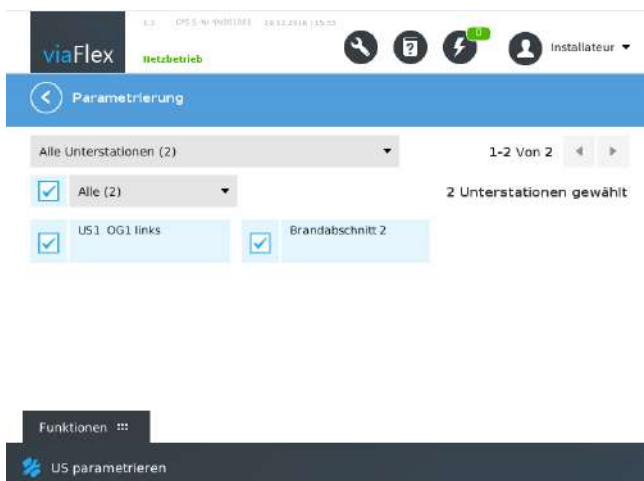 viaFlex
Netzbetrieb
0
Installateur
Parametrierung
Alle Unterstationen (2)
1-2 Von 2
Alle (2)
2 Unterstationen gewählt
US1 OG1 links
Brandabschnitt 2
Funktionen
US parametrieren